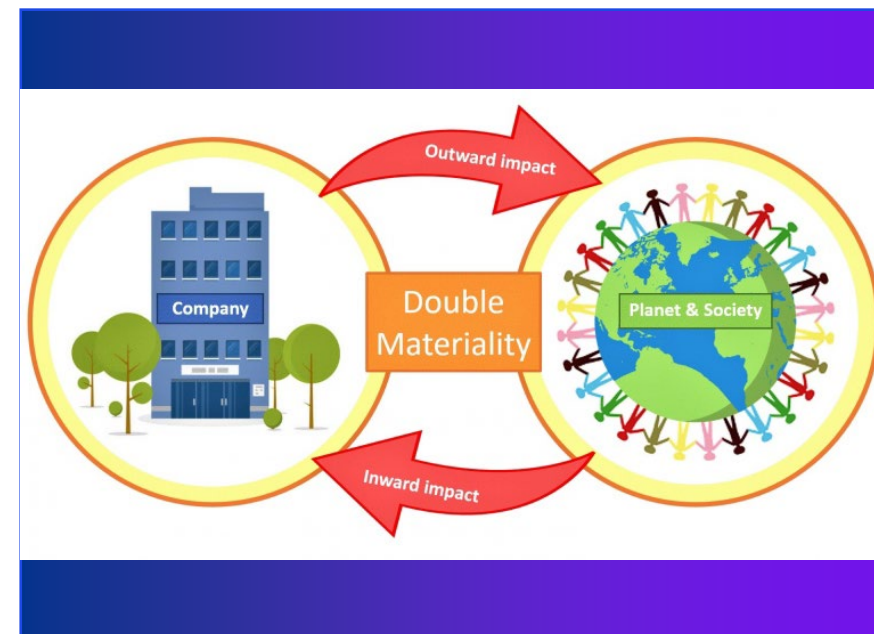 Outward impact
Company
Double
Materiality
Planet & Society
Inward impact